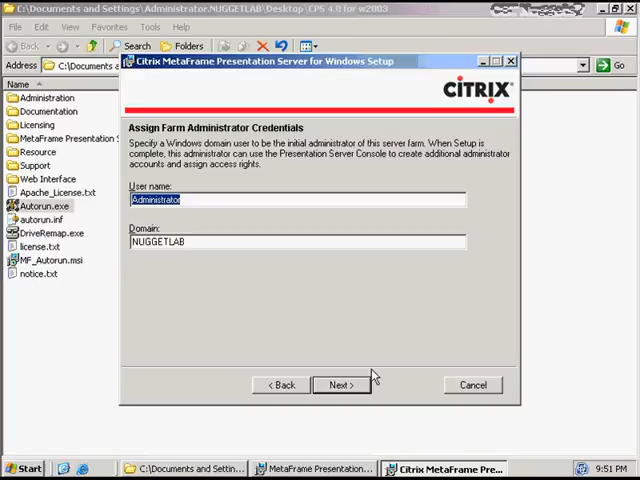 C:\Documents and Settings\Administrator.NUGGETLAB\Desktop\CPS 4.0 for w2003
File Edit View Favorites Tools Help
Back Search Folders
Address C:\Docume Go
Name
Administration
Documentation
Licensing
MetaFrame Presentation S
Resource
Support
Web Interface
Apache_License.txt
Autorun.exe
autorun.inf
DriveRemap.exe
license.txt
MF_Autorun.msi
notice.txt
Citrix MetaFrame Presentation Server for Windows Setup
CITRIX
Assign Farm Administrator Credentials
Specify a Windows domain user to be the initial administrator of this server farm. When Setup is
complete, this administrator can use the Presentation Server Console to create additional administrator
accounts and assign access rights.
User name:
Administrator
Domain:
NUGGETLAB
< Back Next > Cancel
Start C:\Documents and Settin... MetaFrame Presentation... Citrix MetaFrame Pre... 9:51 PM